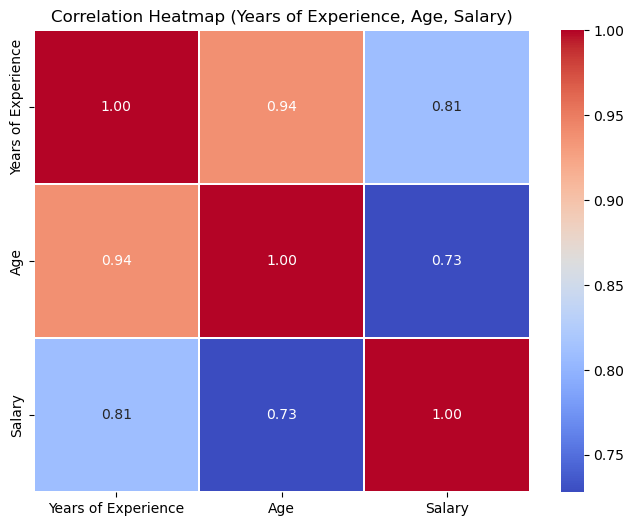 Correlation Heatmap (Years of Experience, Age, Salary)
Years of Experience
1.00
0.94
0.81
Age
0.94
1.00
0.73
Salary
0.81
0.73
1.00
Years of Experience
Age
Salary
1.00
0.95
0.90
0.85
0.80
0.75